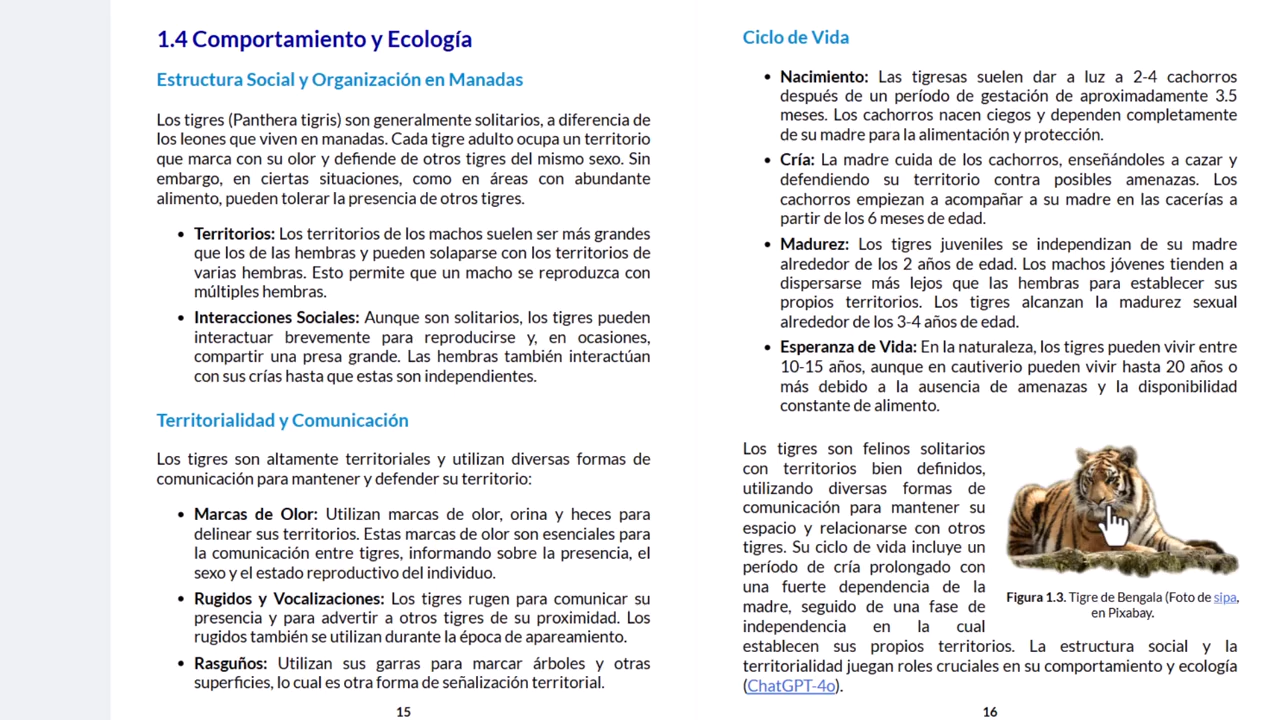 1.4 Comportamiento y Ecología
Estructura Social y Organización en Manadas
Los tigres (Panthera tigris) son generalmente solitarios, a diferencia de
los leones que viven en manadas. Cada tigre adulto ocupa un territorio
que marca con su olor y defiende de otros tigres del mismo sexo. Sin
embargo, en ciertas situaciones, como en áreas con abundante
alimento, pueden tolerar la presencia de otros tigres.
• Territorios: Los territorios de los machos suelen ser más grandes
que los de las hembras y pueden solaparse con los territorios de
varias hembras. Esto permite que un macho se reproduzca con
múltiples hembras.
• Interacciones Sociales: Aunque son solitarios, los tigres pueden
interactuar brevemente para reproducirse y, en ocasiones,
compartir una presa grande. Las hembras también interactúan
con sus crías hasta que estas son independientes.
Territorialidad y Comunicación
Los tigres son altamente territoriales y utilizan diversas formas de
comunicación para mantener y defender su territorio:
• Marcas de Olor: Utilizan marcas de olor, orina y heces para
delinear sus territorios. Estas marcas de olor son esenciales para
la comunicación entre tigres, informando sobre la presencia, el
sexo y el estado reproductivo del individuo.
• Rugidos y Vocalizaciones: Los tigres rugen para comunicar su
presencia y para advertir a otros tigres de su proximidad. Los
rugidos también se utilizan durante la época de apareamiento.
• Rasguños: Utilizan sus garras para marcar árboles y otras
superficies, lo cual es otra forma de señalización territorial.
15
Ciclo de Vida
• Nacimiento: Las tigresas suelen dar a luz a 2-4 cachorros
después de un período de gestación de aproximadamente 3.5
meses. Los cachorros nacen ciegos y dependen completamente
de su madre para la alimentación y protección.
• Cría: La madre cuida de los cachorros, enseñándoles a cazar y
defendiendo su territorio contra posibles amenazas. Los
cachorros empiezan a acompañar a su madre en las cacerías a
partir de los 6 meses de edad.
• Madurez: Los tigres juveniles se independizan de su madre
alrededor de los 2 años de edad. Los machos jóvenes tienden a
dispersarse más lejos que las hembras para establecer sus
propios territorios. Los tigres alcanzan la madurez sexual
alrededor de los 3-4 años de edad.
• Esperanza de Vida: En la naturaleza, los tigres pueden vivir entre
10-15 años, aunque en cautiverio pueden vivir hasta 20 años o
más debido a la ausencia de amenazas y la disponibilidad
constante de alimento.
Los tigres son felinos solitarios
con territorios bien definidos,
utilizando diversas formas de
comunicación para mantener su
espacio y relacionarse con otros
tigres. Su ciclo de vida incluye un
período de cría prolongado con
una fuerte dependencia de la
madre, seguido de una fase de
independencia en la cual
establecen sus propios territorios. La estructura social y la
territorialidad juegan roles cruciales en su comportamiento y ecología
(ChatGPT-4o).
Figura 1.3. Tigre de Bengala (Foto de sipa,
en Pixabay.
16